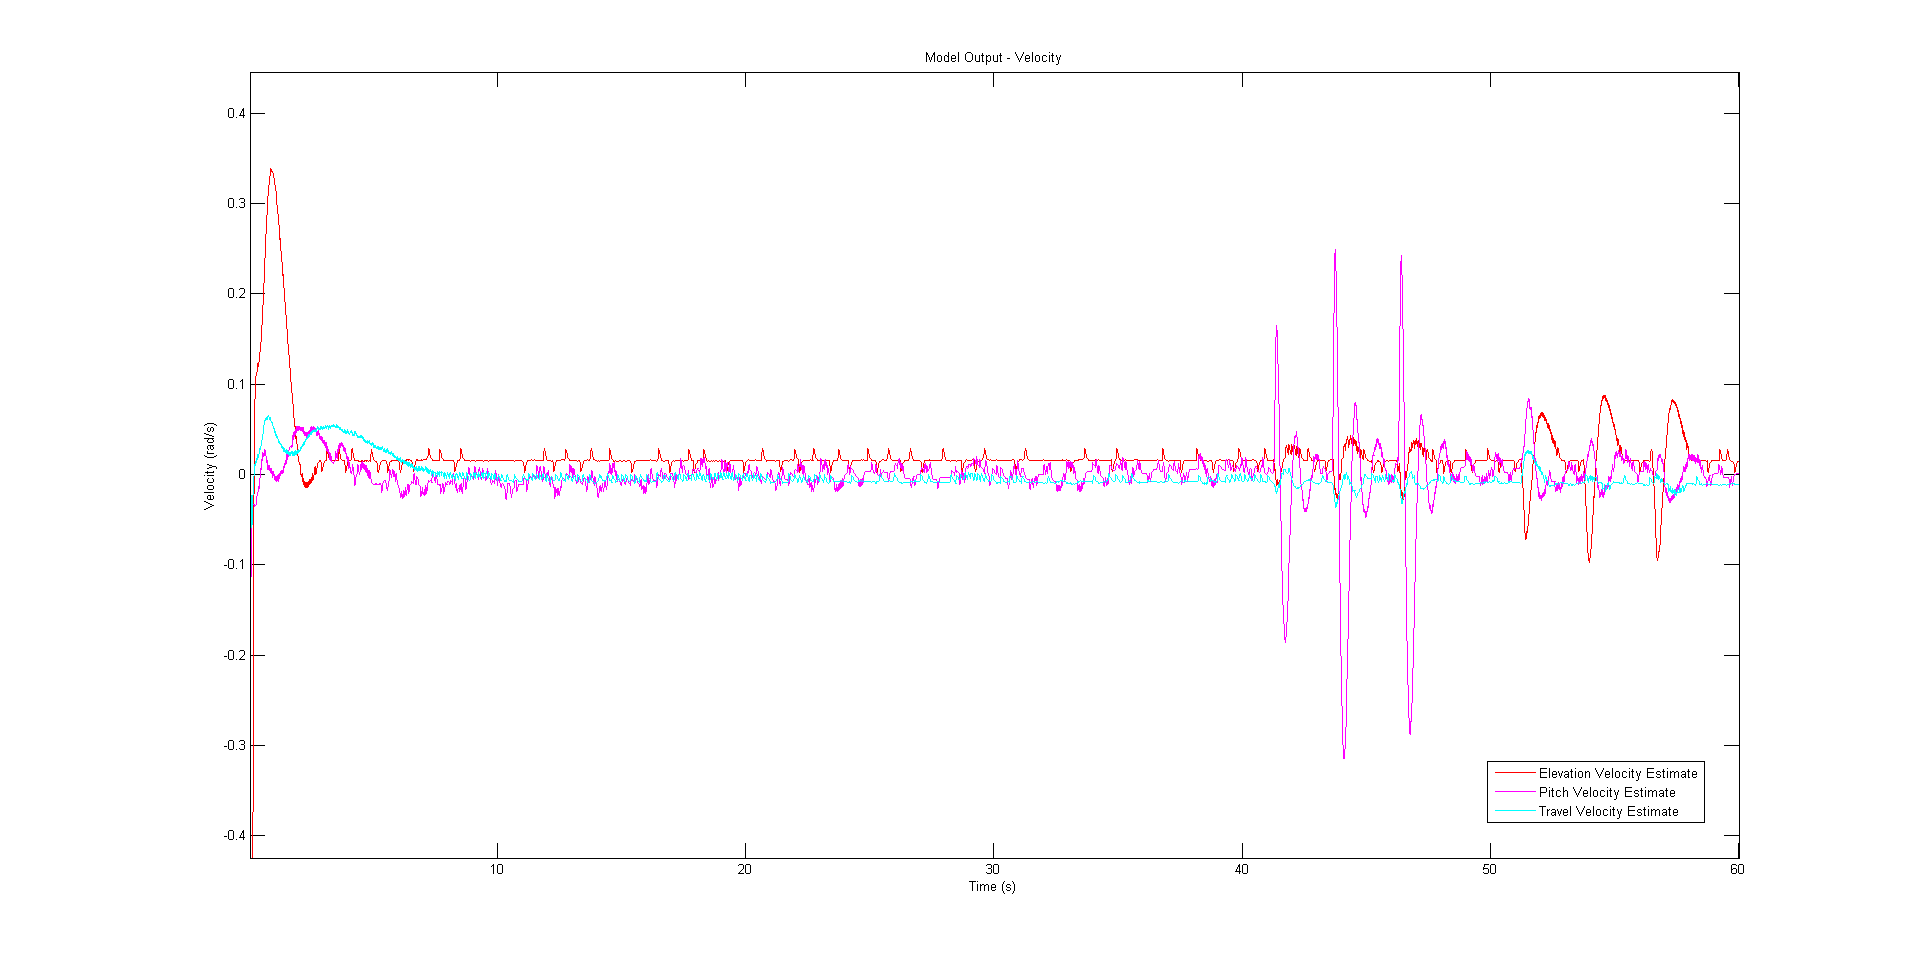 Model Output - Velocity
0.4
0.3
0.2
0.1
0
-0.1
-0.2
-0.3
-0.4
Velocity (rad/s)
10
20
30
40
50
60
Time (s)
Elevation Velocity Estimate
Pitch Velocity Estimate
Travel Velocity Estimate